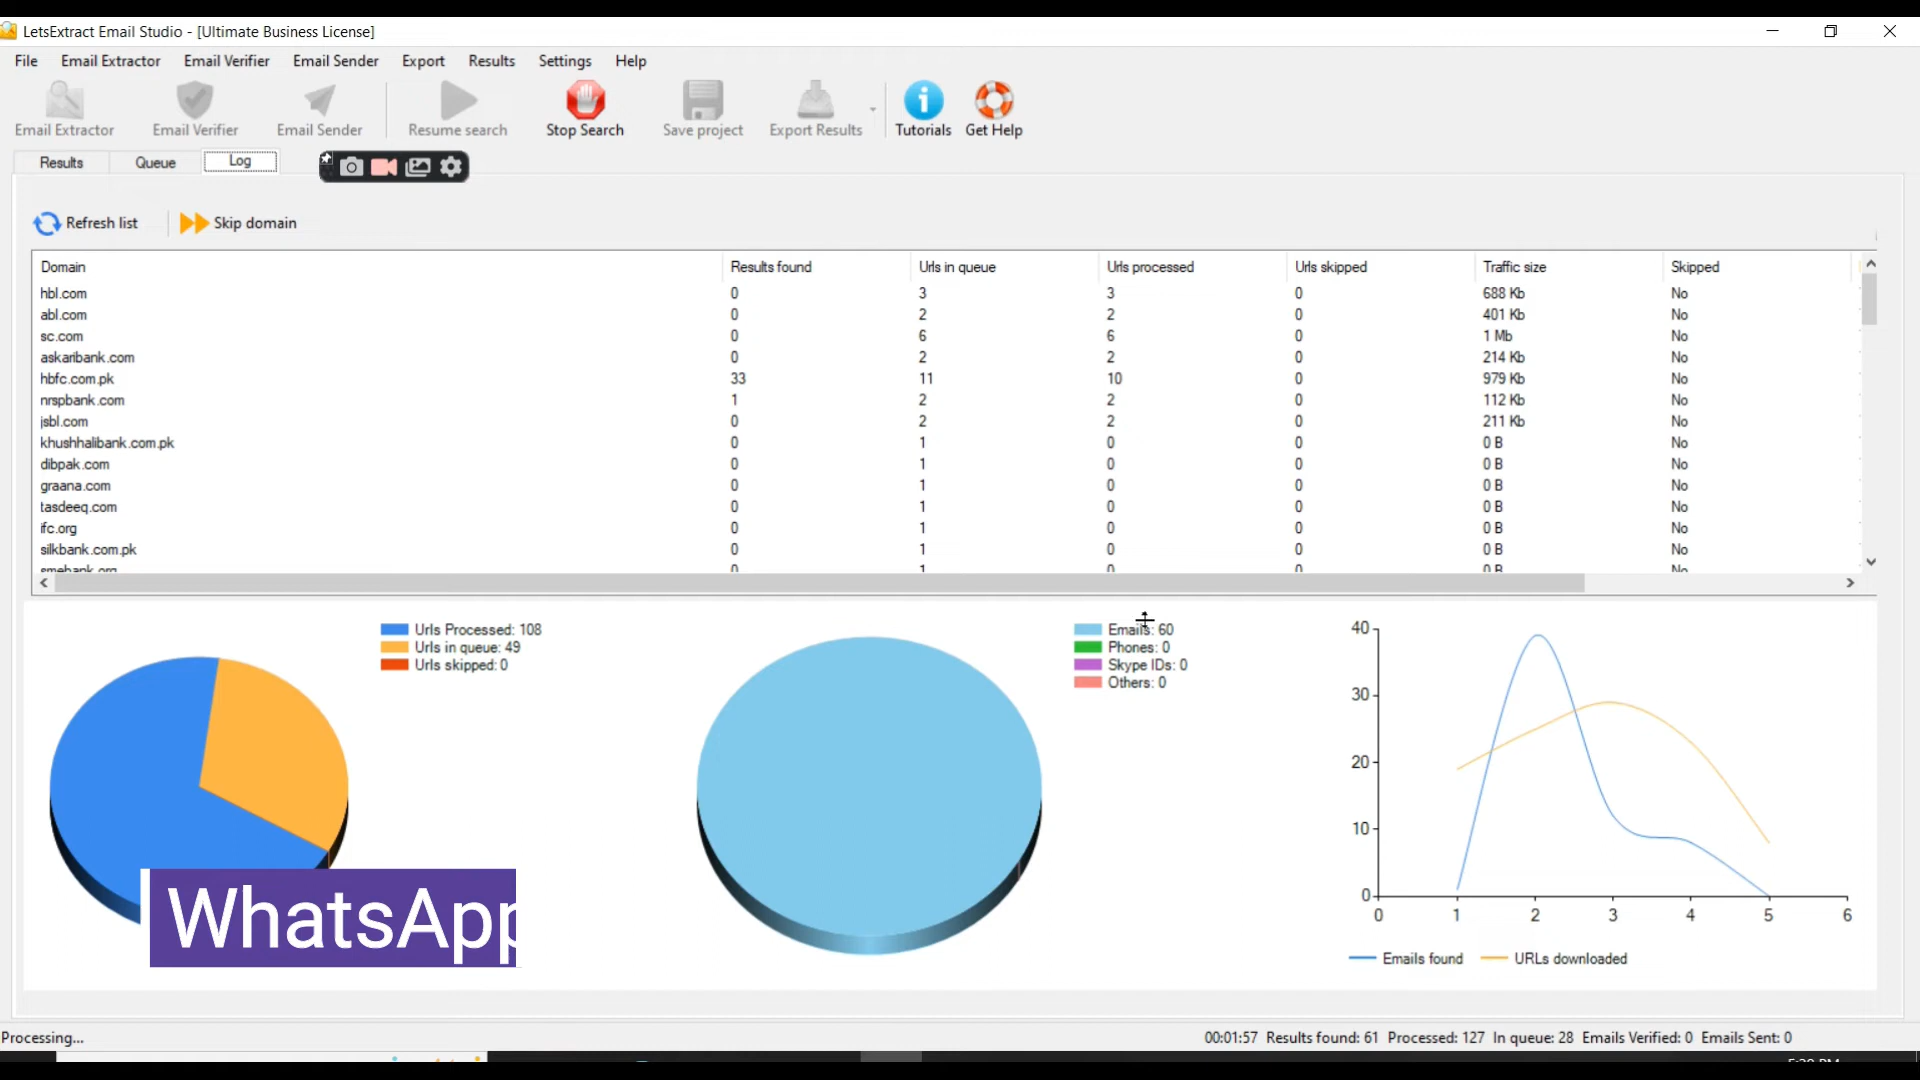 LetsExtract Email Studio - [Ultimate Business License]
File Email Extractor Email Verifier Email Sender Export Results Settings Help
Email Extractor Email Verifier Email Sender Resume search Stop Search Save project Export Results Tutorials Get Help
Results Queue Log
Refresh list Skip domain
Domain Results found Urls in queue Urls processed Urls skipped Traffic size Skipped
hbl.com 0 3 3 0 688 Kb No
abl.com 0 2 2 0 401 Kb No
sc.com 0 6 6 0 1 Mb No
askaribank.com 0 2 2 0 214 Kb No
hbfc.com.pk 33 11 10 0 979 Kb No
nrspbank.com 1 2 2 0 112 Kb No
jsbl.com 0 2 2 0 211 Kb No
khushhalibank.com.pk 0 1 0 0 0 B No
dibpak.com 0 1 0 0 0 B No
graana.com 0 1 0 0 0 B No
tasdeeq.com 0 1 0 0 0 B No
ifc.org 0 1 0 0 0 B No
silkbank.com.pk 0 1 0 0 0 B No
smebank.org 0 1 0 0 0 B No
Urls Processed: 108
Urls in queue: 49
Urls skipped: 0
Emails: 60
Phones: 0
Skype IDs: 0
Others: 0
40
30
20
10
0
0 1 2 3 4 5 6
Emails found URLs downloaded
WhatsApp
Processing... 00:01:57 Results found: 61 Processed: 127 In queue: 28 Emails Verified: 0 Emails Sent: 0